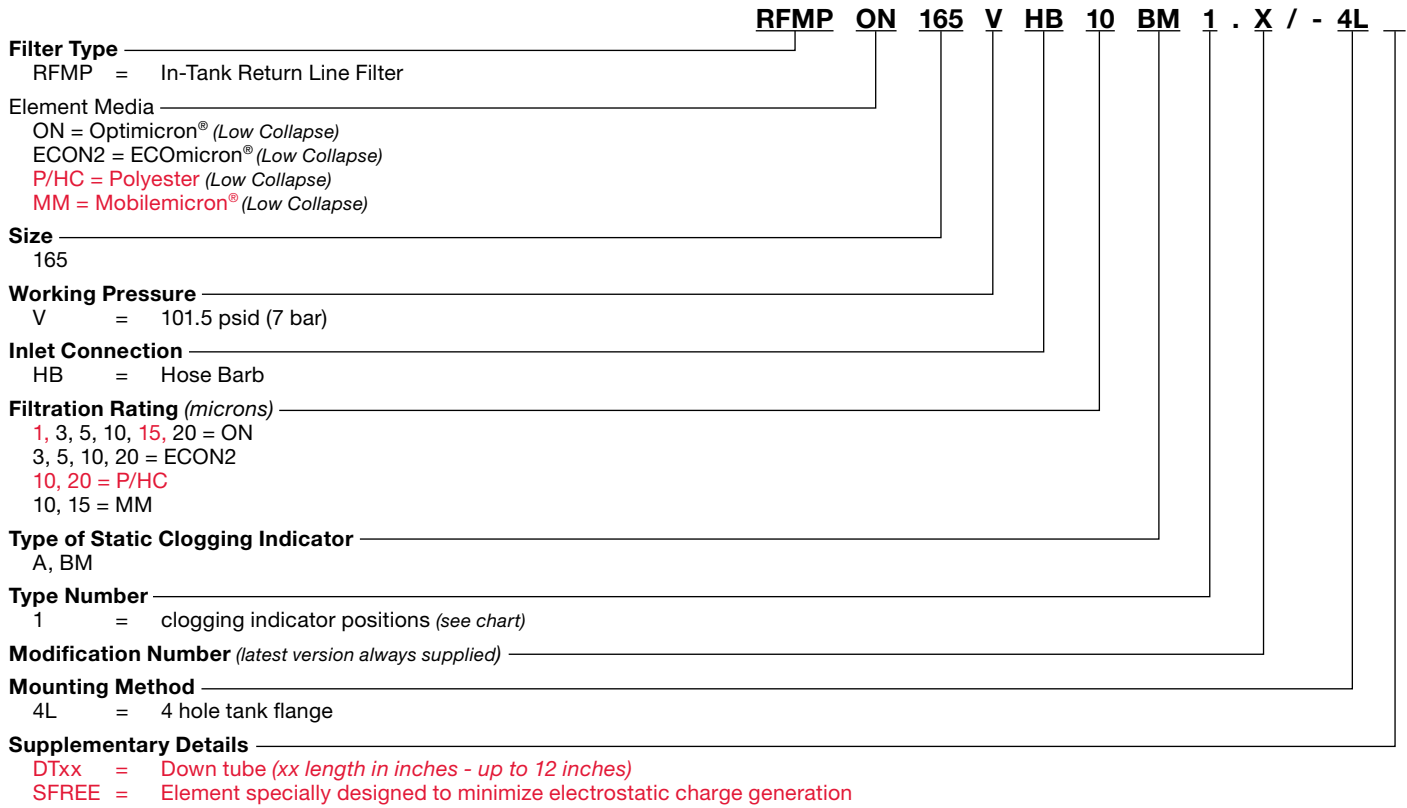 RFMP ON 165 V HB 10 BM 1 . X / - 4L
Filter Type
RFMP = In-Tank Return Line Filter
Element Media
ON = Optimicron® (Low Collapse)
ECON2 = ECOmicron® (Low Collapse)
P/HC = Polyester (Low Collapse)
MM = Mobilemicron® (Low Collapse)
Size
165
Working Pressure
V = 101.5 psid (7 bar)
Inlet Connection
HB = Hose Barb
Filtration Rating (microns)
1, 3, 5, 10, 15, 20 = ON
3, 5, 10, 20 = ECON2
10, 20 = P/HC
10, 15 = MM
Type of Static Clogging Indicator
A, BM
Type Number
1 = clogging indicator positions (see chart)
Modification Number (latest version always supplied)
Mounting Method
4L = 4 hole tank flange
Supplementary Details
DTxx = Down tube (xx length in inches - up to 12 inches)
SFREE = Element specially designed to minimize electrostatic charge generation